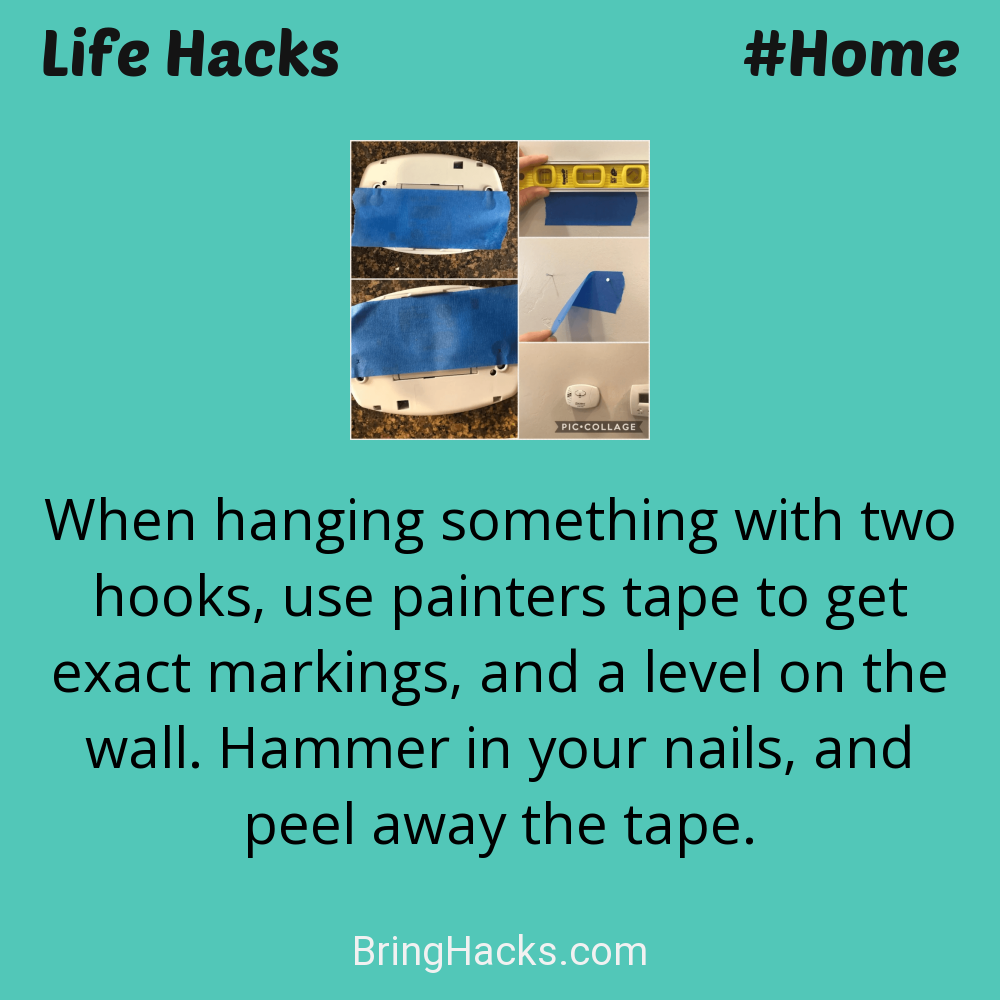 Life Hacks #Home
PIC•COLLAGE
When hanging something with two
hooks, use painters tape to get
exact markings, and a level on the
wall. Hammer in your nails, and
peel away the tape.
BringHacks.com